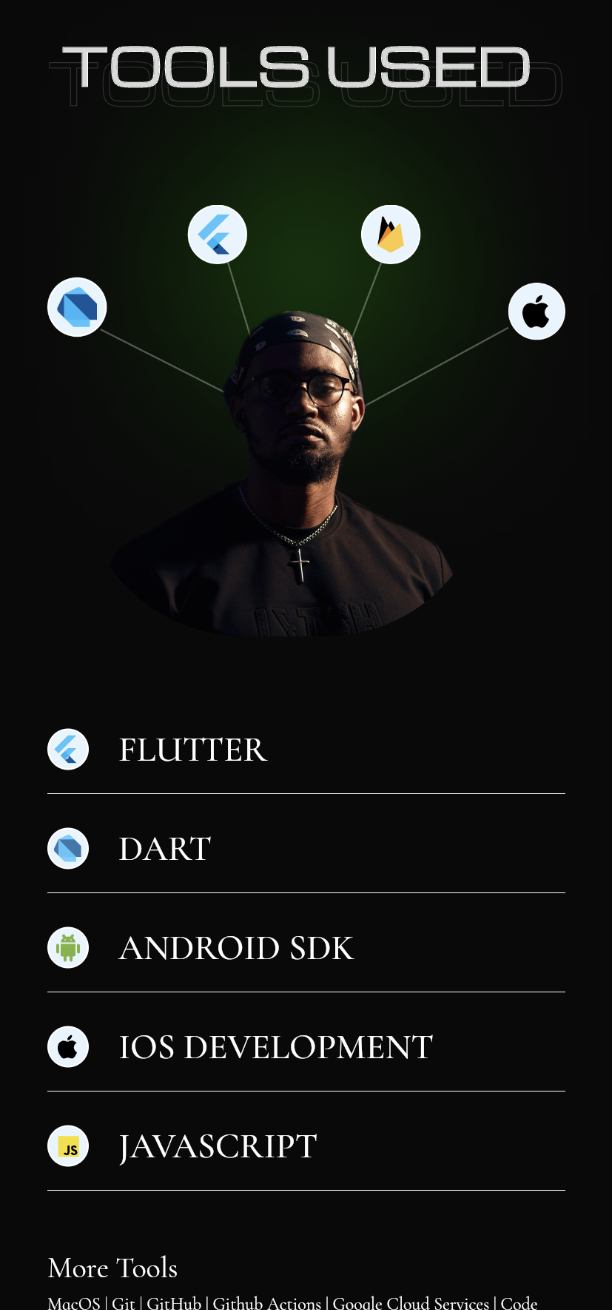 TOOLS USED
FLUTTER
DART
ANDROID SDK
IOS DEVELOPMENT
JS
JAVASCRIPT
More Tools
MacOS | Git | GitHub | Github Actions | Google Cloud Services | Code